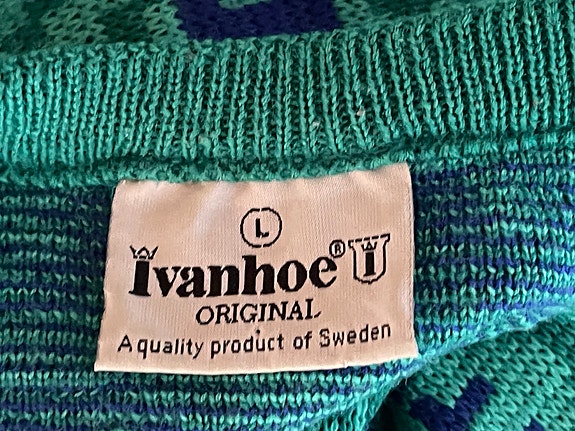 L
Ivanhoe® I
ORIGINAL
A quality product of Sweden